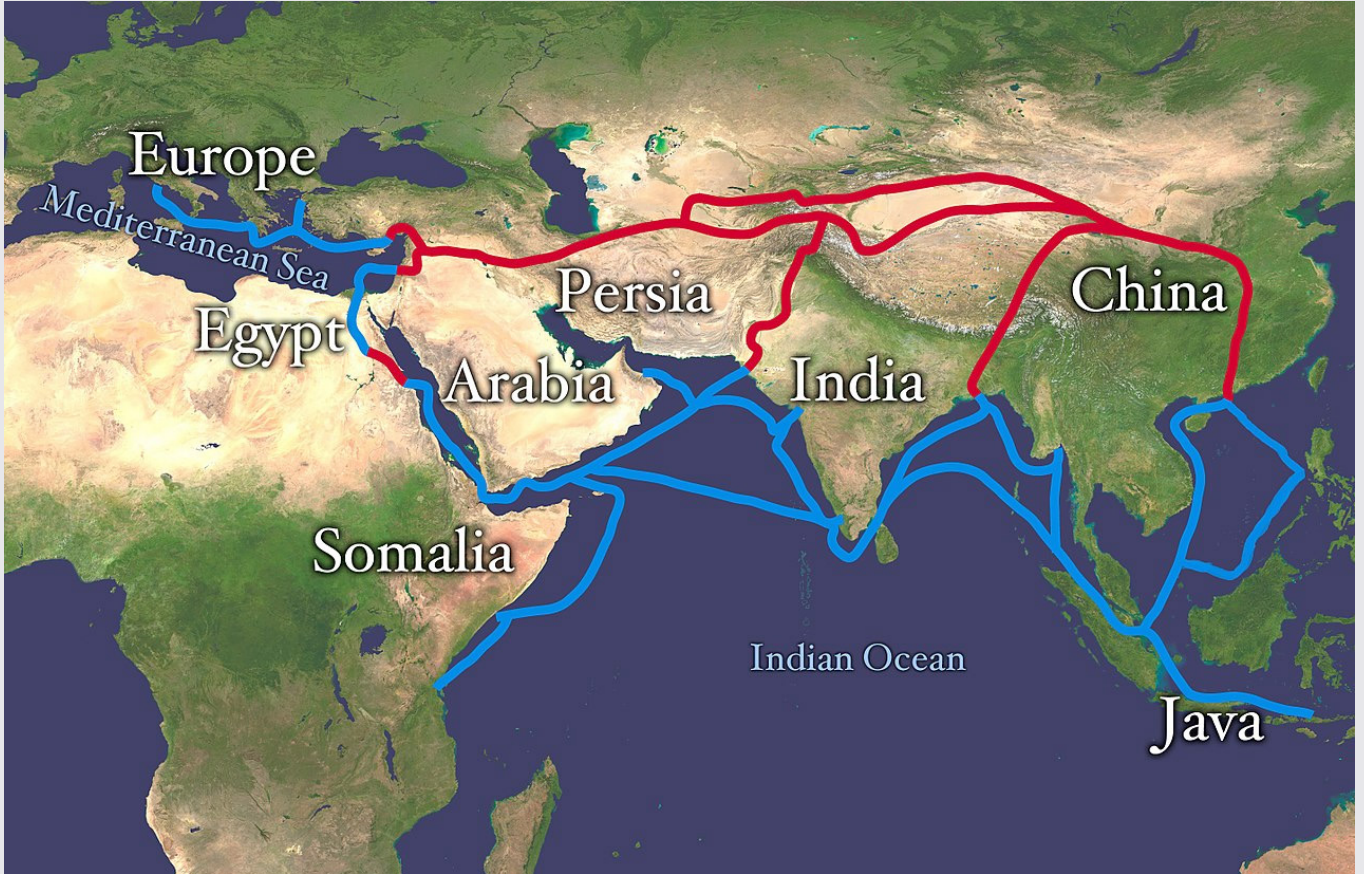 Europe
Mediterranean Sea
Egypt
Persia
China
Arabia
India
Somalia
Indian Ocean
Java